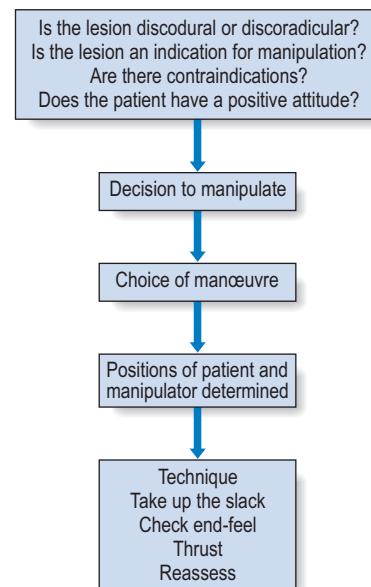 Is the lesion discodural or discoradicular?
Is the lesion an indication for manipulation?
Are there contraindications?
Does the patient have a positive attitude?
Decision to manipulate
Choice of manœuvre
Positions of patient and
manipulator determined
Technique
Take up the slack
Check end-feel
Thrust
Reassess